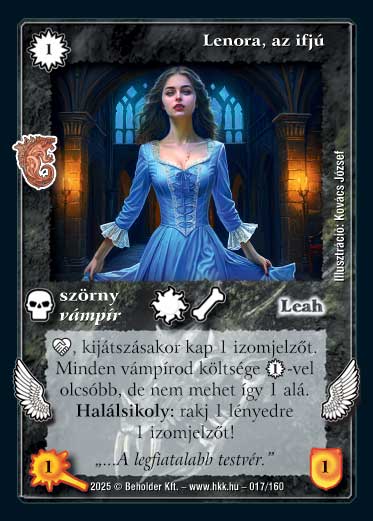 1
Lenora, az ifjú
Illusztráció: Kovács József
szörny
vámpír
Leah
, kijátszásakor kap 1 izomjelzőt.
Minden vámpírod költsége 1-vel
olcsóbb, de nem mehet így 1 alá.
Halálsikoly: rakj 1 lényedre
1 izomjelzőt!
„...A legfiatalabb testvér.”
1
1
2025 © Beholder Kft. – www.hkk.hu – 017/160